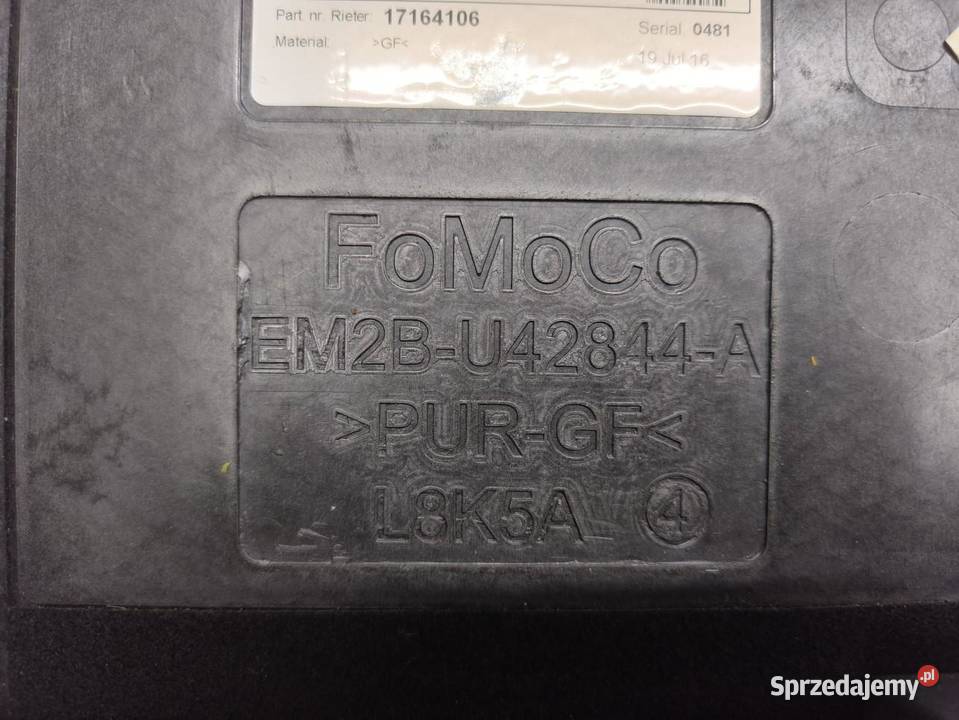 Part. nr. Rieter: 17164106
Serial 0481
Material: >GF<
19 Jul 16
FoMoCo
EM2B-U42844-A
>PUR-GF<
L8K5A 4
Sprzedajemy.pl